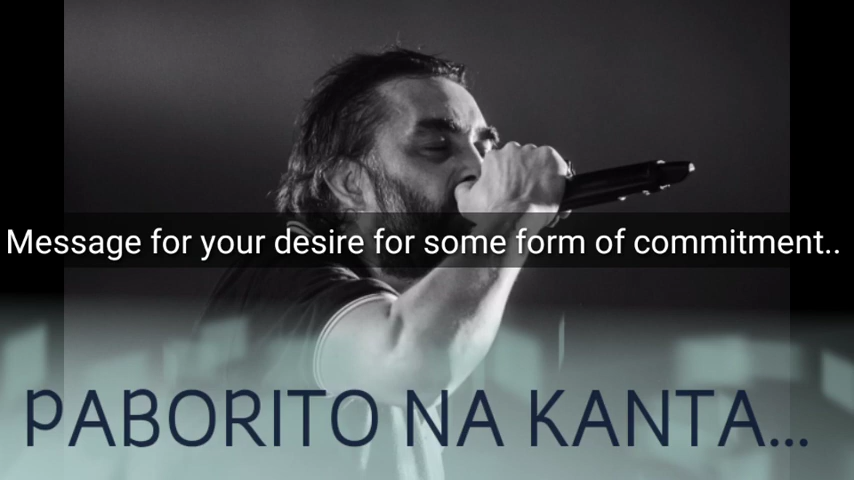 Message for your desire for some form of commitment..
PABORITO NA KANTA...